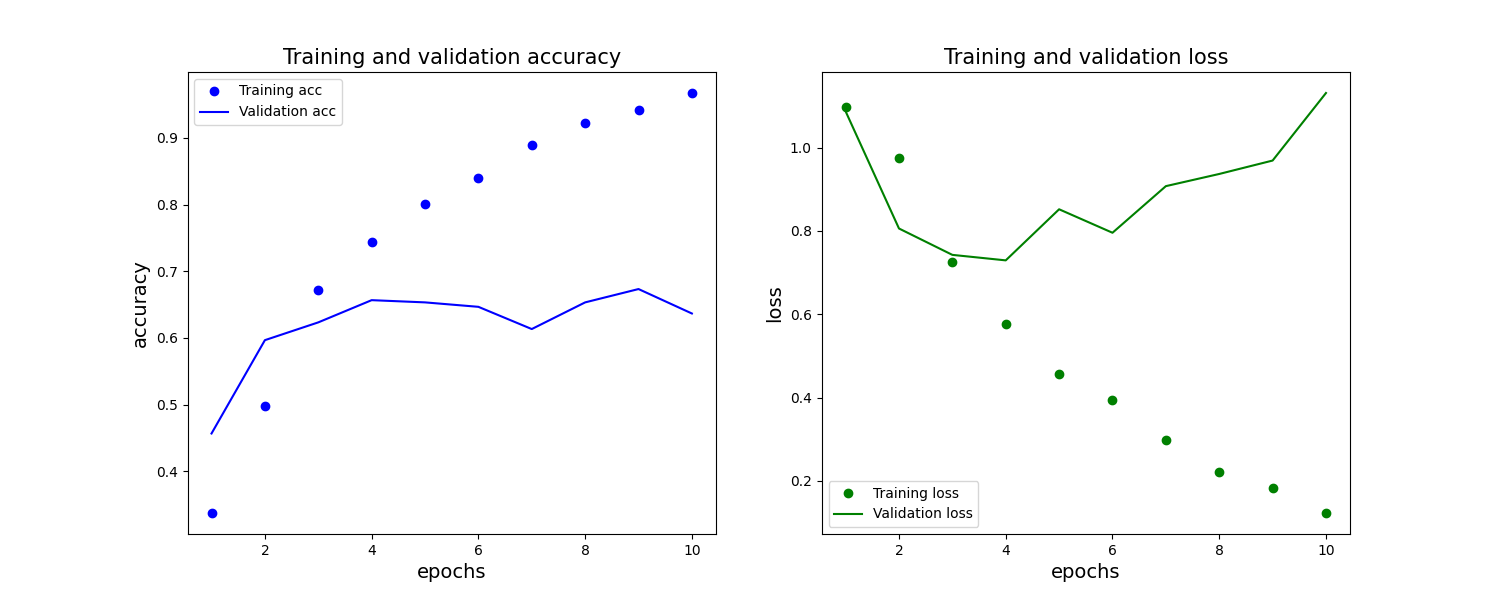 Training and validation accuracy
Training acc
Validation acc
accuracy
0.9
0.8
0.7
0.6
0.5
0.4
2 4 6 8 10
epochs
Training and validation loss
loss
1.0
0.8
0.6
0.4
0.2
Training loss
Validation loss
2 4 6 8 10
epochs